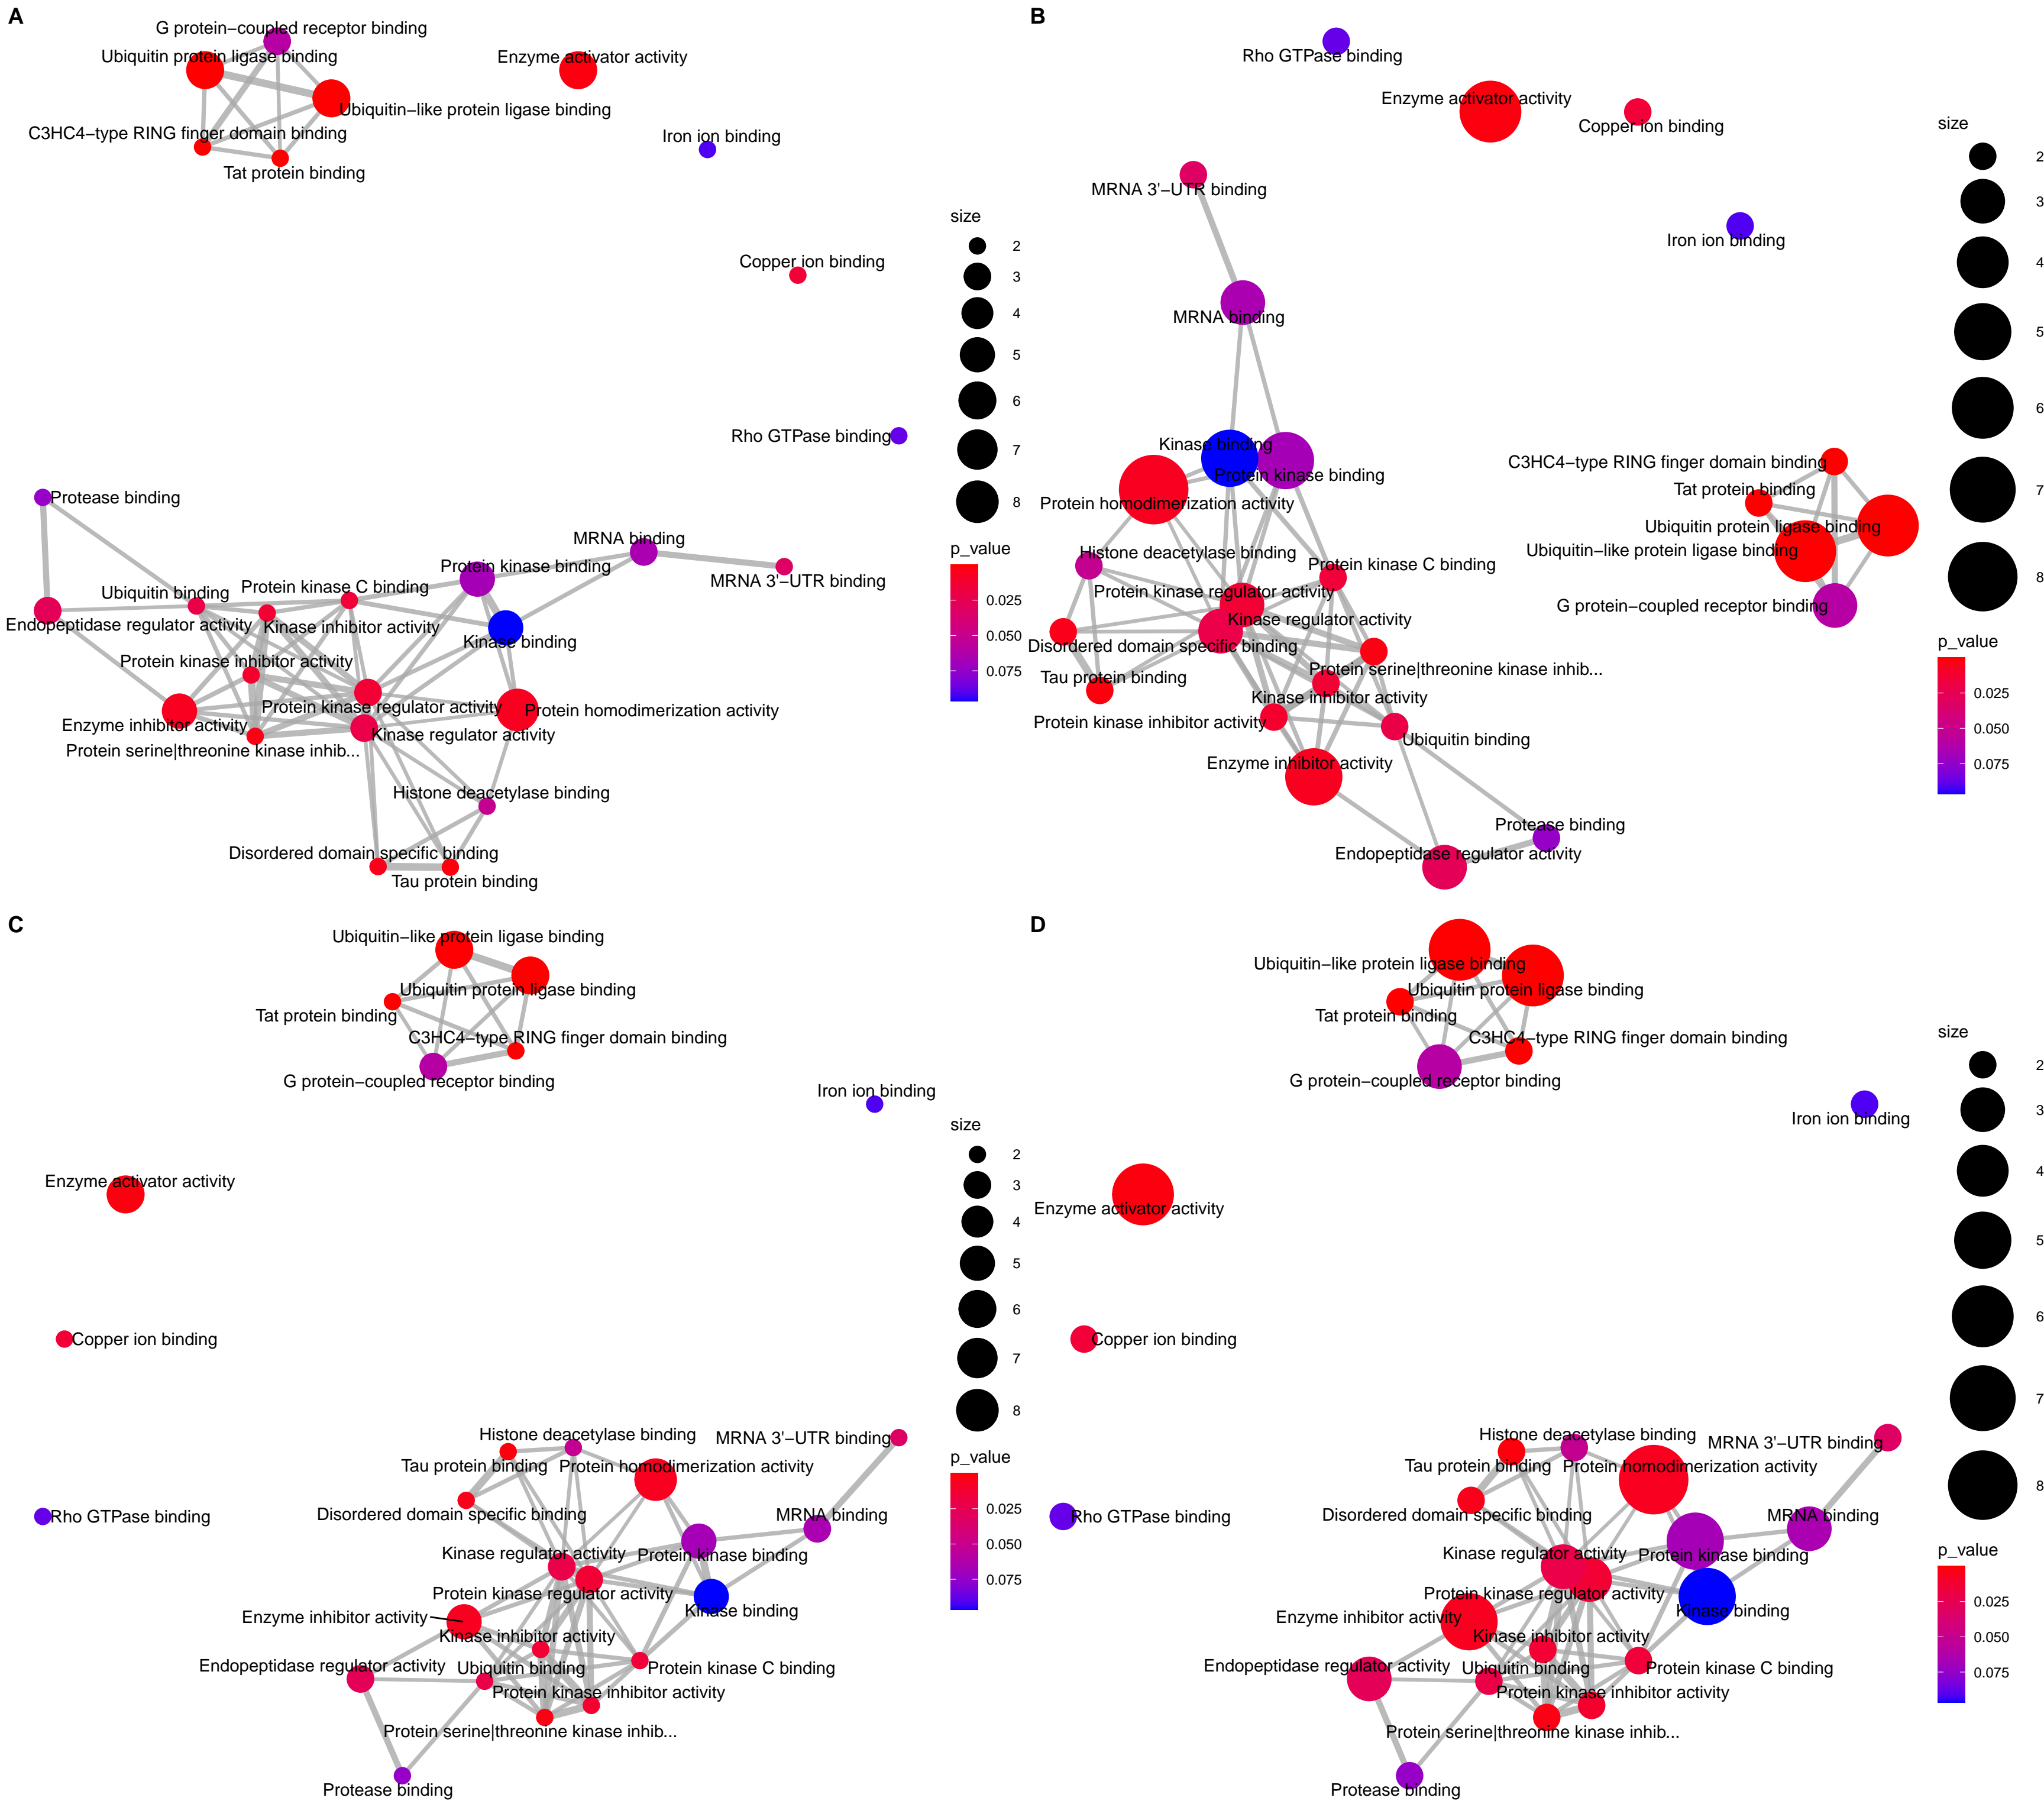 A
G protein−coupled receptor binding
Ubiquitin protein ligase binding
Enzyme activator activity
Ubiquitin−like protein ligase binding
C3HC4−type RING finger domain binding
Iron ion binding
Tat protein binding
Copper ion binding
Rho GTPase binding
Protease binding
MRNA binding
Protein kinase binding
MRNA 3'−UTR binding
Protein kinase C binding
Ubiquitin binding
Endopeptidase regulator activity
Kinase inhibitor activity
Kinase binding
Protein kinase inhibitor activity
Protein kinase regulator activity
Protein homodimerization activity
Enzyme inhibitor activity
Kinase regulator activity
Protein serine|threonine kinase inhib...
Histone deacetylase binding
Disordered domain specific binding
Tau protein binding
size
2
3
4
5
6
7
8
p_value
0.025
0.050
0.075
B
Rho GTPase binding
Enzyme activator activity
Copper ion binding
MRNA 3'−UTR binding
Iron ion binding
MRNA binding
Kinase binding
Protein kinase binding
C3HC4−type RING finger domain binding
Tat protein binding
Protein homodimerization activity
Ubiquitin protein ligase binding
Ubiquitin−like protein ligase binding
Histone deacetylase binding
Protein kinase C binding
Protein kinase regulator activity
G protein−coupled receptor binding
Kinase regulator activity
Disordered domain specific binding
Protein serine|threonine kinase inhib...
Tau protein binding
Kinase inhibitor activity
Protein kinase inhibitor activity
Ubiquitin binding
Enzyme inhibitor activity
Protease binding
Endopeptidase regulator activity
size
2
3
4
5
6
7
8
p_value
0.025
0.050
0.075
C
Ubiquitin−like protein ligase binding
Ubiquitin protein ligase binding
Tat protein binding
C3HC4−type RING finger domain binding
G protein−coupled receptor binding
Iron ion binding
Enzyme activator activity
Copper ion binding
Histone deacetylase binding
MRNA 3'−UTR binding
Tau protein binding
Protein homodimerization activity
Rho GTPase binding
Disordered domain specific binding
MRNA binding
Kinase regulator activity
Protein kinase binding
Protein kinase regulator activity
Kinase binding
Enzyme inhibitor activity
Kinase inhibitor activity
Endopeptidase regulator activity
Ubiquitin binding
Protein kinase C binding
Protein kinase inhibitor activity
Protein serine|threonine kinase inhib...
Protease binding
size
2
3
4
5
6
7
8
p_value
0.025
0.050
0.075
D
Ubiquitin−like protein ligase binding
Ubiquitin protein ligase binding
Tat protein binding
C3HC4−type RING finger domain binding
G protein−coupled receptor binding
Iron ion binding
Enzyme activator activity
Copper ion binding
Histone deacetylase binding
MRNA 3'−UTR binding
Tau protein binding
Protein homodimerization activity
Rho GTPase binding
Disordered domain specific binding
MRNA binding
Kinase regulator activity
Protein kinase binding
Protein kinase regulator activity
Kinase binding
Enzyme inhibitor activity
Kinase inhibitor activity
Endopeptidase regulator activity
Ubiquitin binding
Protein kinase C binding
Protein kinase inhibitor activity
Protein serine|threonine kinase inhib...
Protease binding
size
2
3
4
5
6
7
8
p_value
0.025
0.050
0.075